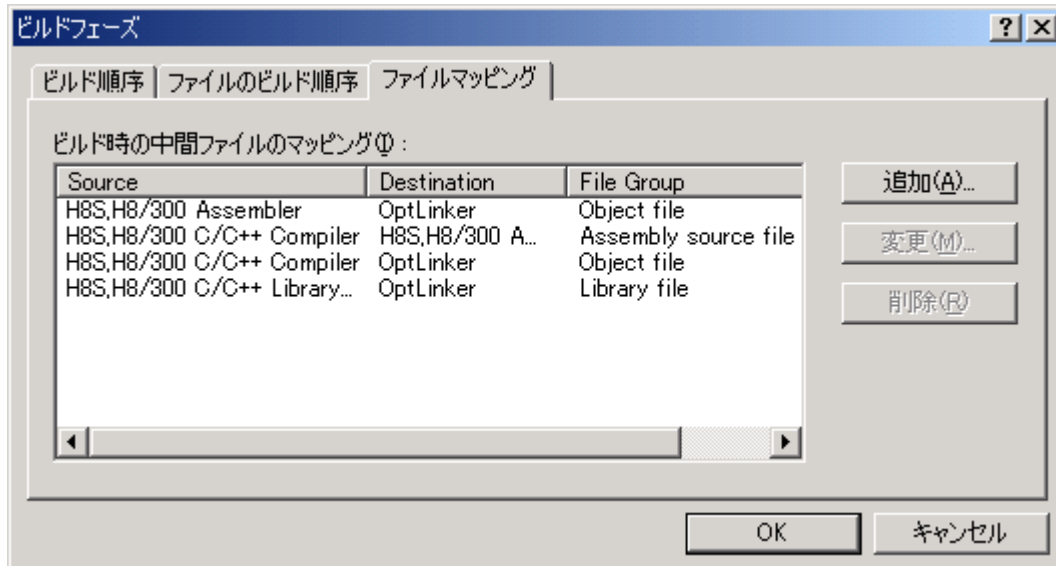 ビルドフェーズ
ビルド順序 ファイルのビルド順序 ファイルマッピング
ビルド時の中間ファイルのマッピング(I) :
Source Destination File Group
H8S,H8/300 Assembler OptLinker Object file
H8S,H8/300 C/C++ Compiler H8S,H8/300 A... Assembly source file
H8S,H8/300 C/C++ Compiler OptLinker Object file
H8S,H8/300 C/C++ Library... OptLinker Library file
追加(A)...
変更(M)...
削除(R)
OK キャンセル